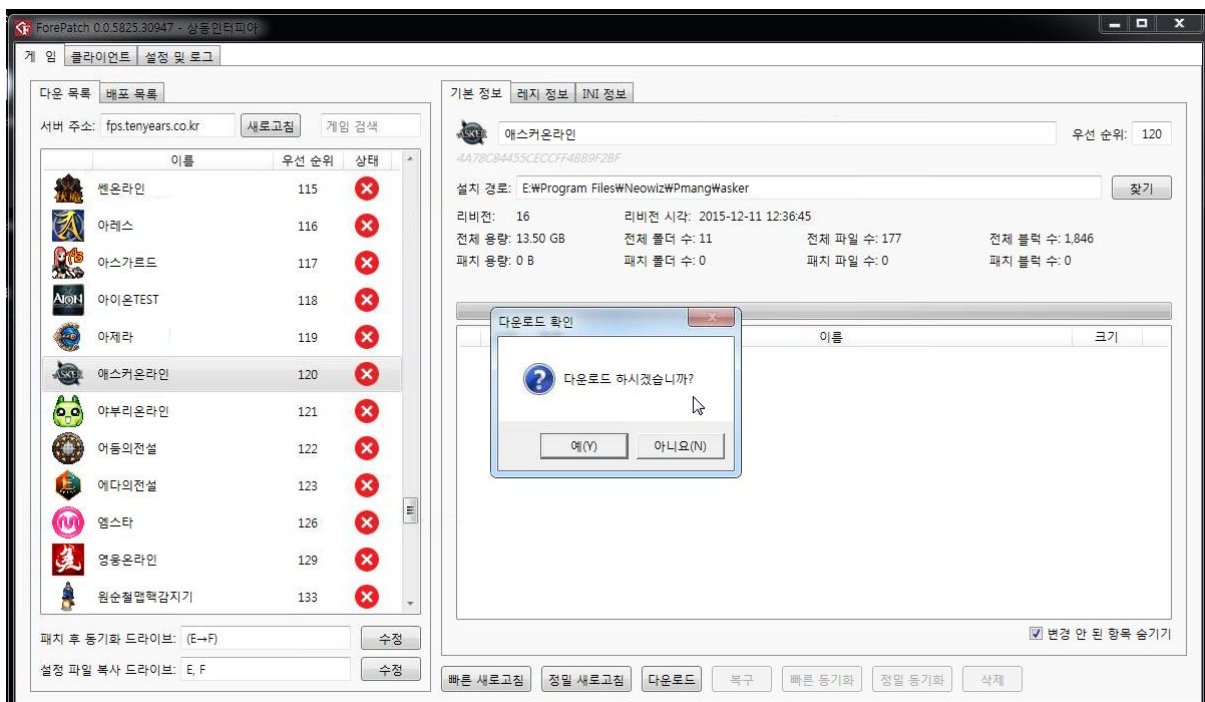 ForePatch 0.0.5825.30947 - 상동인터피아
게 임 클라이언트 설정 및 로그
다운 목록 배포 목록
서버 주소: fps.tenyears.co.kr 새로고침 게임 검색
이름 우선 순위 상태
쎈온라인 115
아레스 116
아스가르드 117
아이온TEST 118
아제라 119
애스커온라인 120
야부리온라인 121
어둠의전설 122
에다의전설 123
엠스타 126
영웅온라인 129
원순철맵핵감지기 133
패치 후 동기화 드라이브: (E→F) 수정
설정 파일 복사 드라이브: E, F 수정
기본 정보 레지 정보 INI 정보
애스커온라인 우선 순위: 120
4A78C84455CECCFF4BB9F28F
설치 경로: E:₩Program Files₩Neowiz₩Pmang₩asker 찾기
리비전: 16 리비전 시각: 2015-12-11 12:36:45
전체 용량: 13.50 GB 전체 폴더 수: 11 전체 파일 수: 177 전체 블럭 수: 1,846
패치 용량: 0 B 패치 폴더 수: 0 패치 파일 수: 0 패치 블럭 수: 0
이름 크기
다운로드 확인
다운로드 하시겠습니까?
예(Y) 아니요(N)
변경 안 된 항목 숨기기
빠른 새로고침 정밀 새로고침 다운로드 복구 빠른 동기화 정밀 동기화 삭제